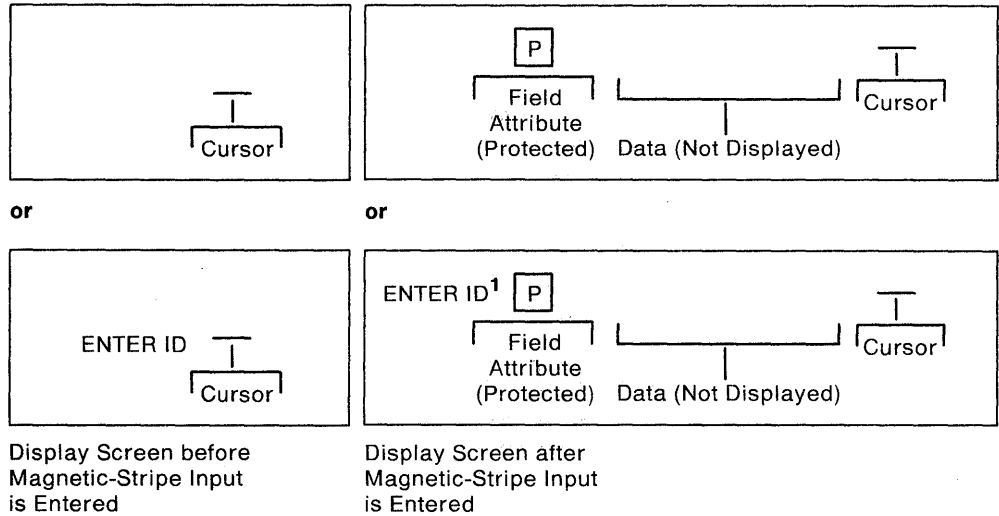 Cursor
P
Field
Attribute
(Protected)
Data (Not Displayed)
Cursor
or
or
ENTER ID
Cursor
ENTER ID¹ P
Field
Attribute
(Protected)
Data (Not Displayed)
Cursor
Display Screen before
Magnetic-Stripe Input
is Entered
Display Screen after
Magnetic-Stripe Input
is Entered